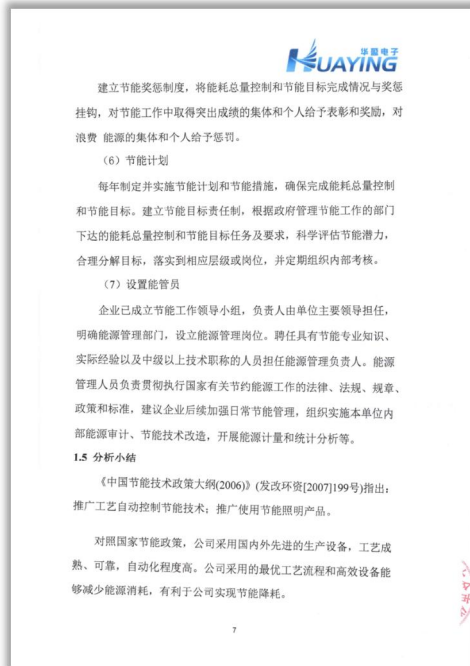 华盈电子
HUAYING
建立节能奖惩制度，将能耗总量控制和节能目标完成情况与奖惩
挂钩，对节能工作中取得突出成绩的集体和个人给予表彰和奖励，对
浪费 能源的集体和个人给予惩罚。
（6）节能计划
每年制定并实施节能计划和节能措施，确保完成能耗总量控制
和节能目标。建立节能目标责任制，根据政府管理节能工作的部门
下达的能耗总量控制和节能目标任务及要求，科学评估节能潜力，
合理分解目标，落实到相应层级或岗位，并定期组织内部考核。
（7）设置能管员
企业已成立节能工作领导小组，负责人由单位主要领导担任，
明确能源管理部门，设立能源管理岗位。聘任具有节能专业知识、
实际经验以及中级以上技术职称的人员担任能源管理负责人。能源
管理人员负责贯彻执行国家有关节约能源工作的法律、法规、规章、
政策和标准，建议企业后续加强日常节能管理，组织实施本单位内
部能源审计、节能技术改造，开展能源计量和统计分析等。
1.5 分析小结
《中国节能技术政策大纲(2006)》(发改环资[2007]199号)指出：
推广工艺自动控制节能技术；推广使用节能照明产品。
对照国家节能政策，公司采用国内外先进的生产设备，工艺成
熟、可靠，自动化程度高。公司采用的最优工艺流程和高效设备能
够减少能源消耗，有利于公司实现节能降耗。
7